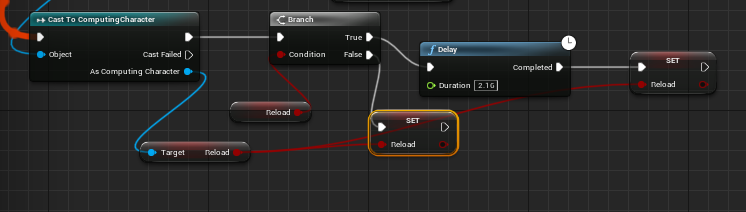 Cast To ComputingCharacter
Object
Cast Failed
As Computing Character
Branch
True
Condition
False
Delay
Completed
Duration
2.16
SET
Reload
Reload
SET
Reload
Target
Reload